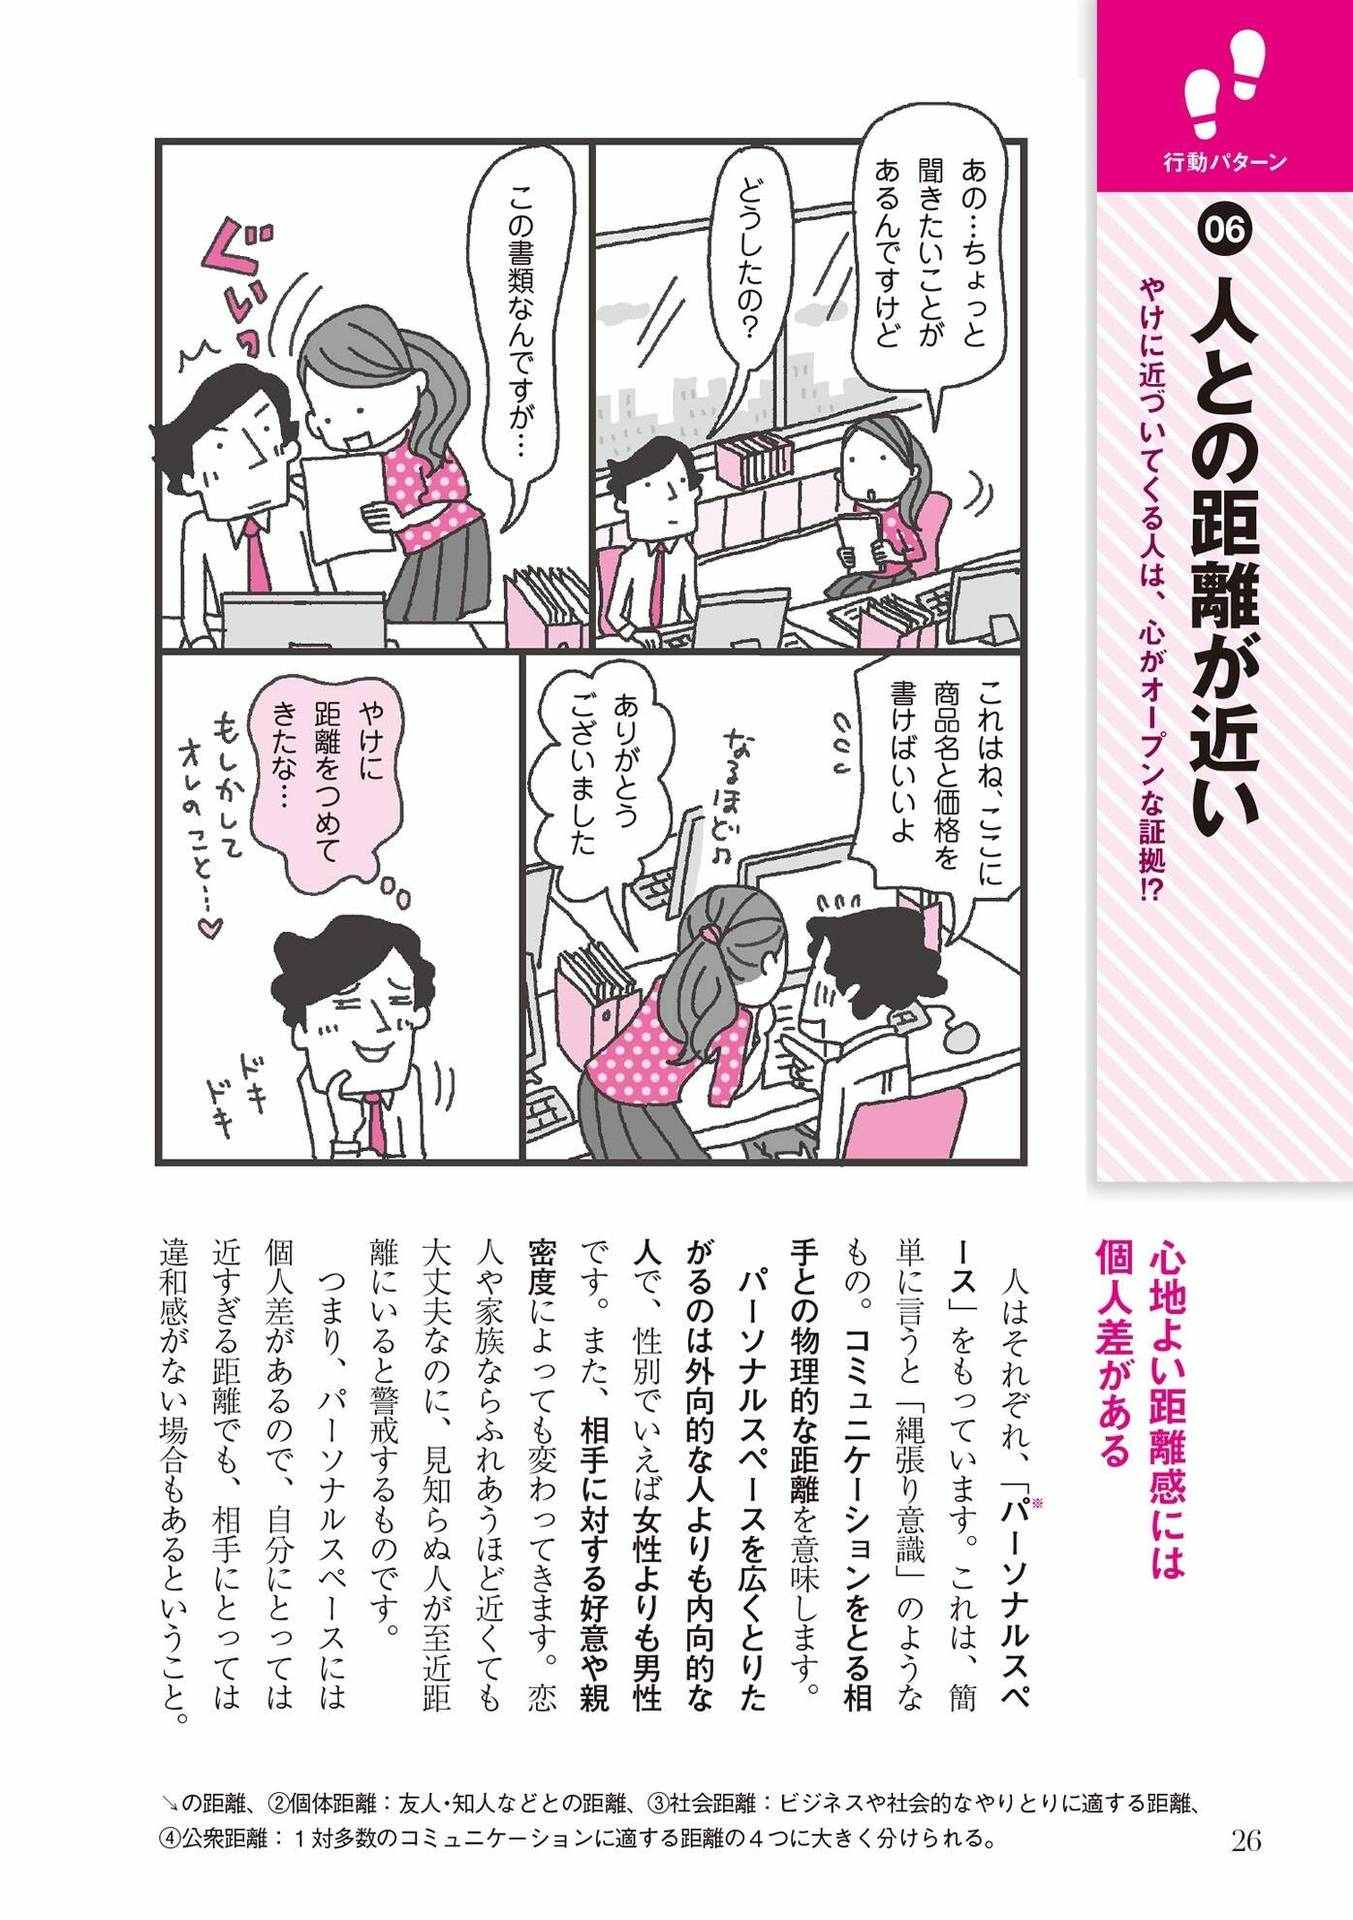 行動パターン
06
人との距離が近い
やけに近づいてくる人は、心がオープンな証拠!?
あの…ちょっと
聞きたいことが
あるんですけど
どうしたの？
この書類なんですが…
ぐいっ
これはね、ここに
商品名と価格を
書けばいいよ
なるほど♫
ありがとう
ございました
やけに
距離をつめて
きたな…
もしかして
オレのこと…♡
ドキ
ドキ
心地よい距離感には
個人差がある
人はそれぞれ、「パーソナルスペ
※
ース」をもっています。これは、簡
単に言うと「縄張り意識」のような
もの。コミュニケーションをとる相
手との物理的な距離を意味します。
パーソナルスペースを広くとりた
がるのは外向的な人よりも内向的な
人で、性別でいえば女性よりも男性
です。また、相手に対する好意や親
密度によっても変わってきます。恋
人や家族ならふれあうほど近くても
大丈夫なのに、見知らぬ人が至近距
離にいると警戒するものです。
つまり、パーソナルスペースには
個人差があるので、自分にとっては
近すぎる距離でも、相手にとっては
違和感がない場合もあるということ。
↘の距離、②個体距離：友人・知人などとの距離、③社会距離：ビジネスや社会的なやりとりに適する距離、
④公衆距離：１対多数のコミュニケーションに適する距離の４つに大きく分けられる。
26